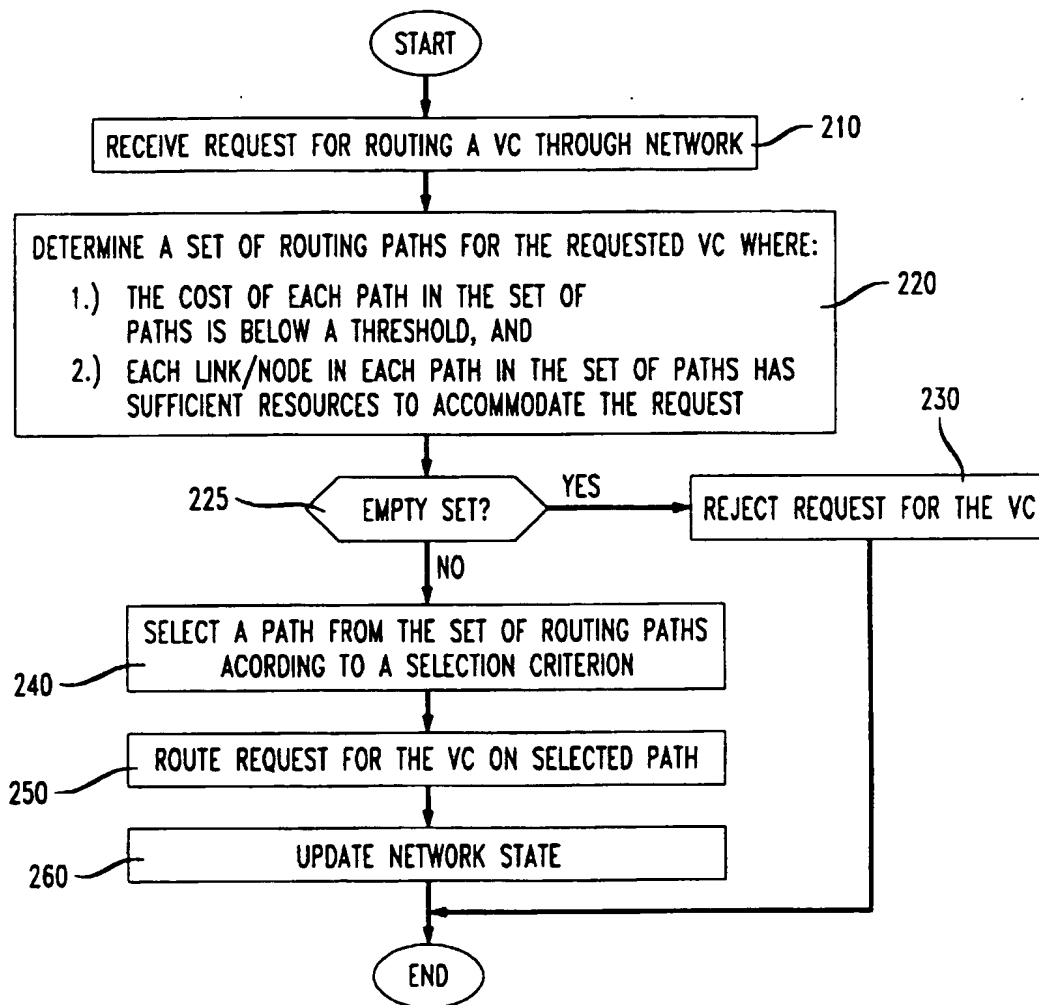 START
RECEIVE REQUEST FOR ROUTING A VC THROUGH NETWORK
210
DETERMINE A SET OF ROUTING PATHS FOR THE REQUESTED VC WHERE:
1.) THE COST OF EACH PATH IN THE SET OF
PATHS IS BELOW A THRESHOLD, AND
2.) EACH LINK/NODE IN EACH PATH IN THE SET OF PATHS HAS
SUFFICIENT RESOURCES TO ACCOMMODATE THE REQUEST
220
225
EMPTY SET?
YES
230
REJECT REQUEST FOR THE VC
NO
SELECT A PATH FROM THE SET OF ROUTING PATHS
ACORDING TO A SELECTION CRITERION
240
ROUTE REQUEST FOR THE VC ON SELECTED PATH
250
UPDATE NETWORK STATE
260
END